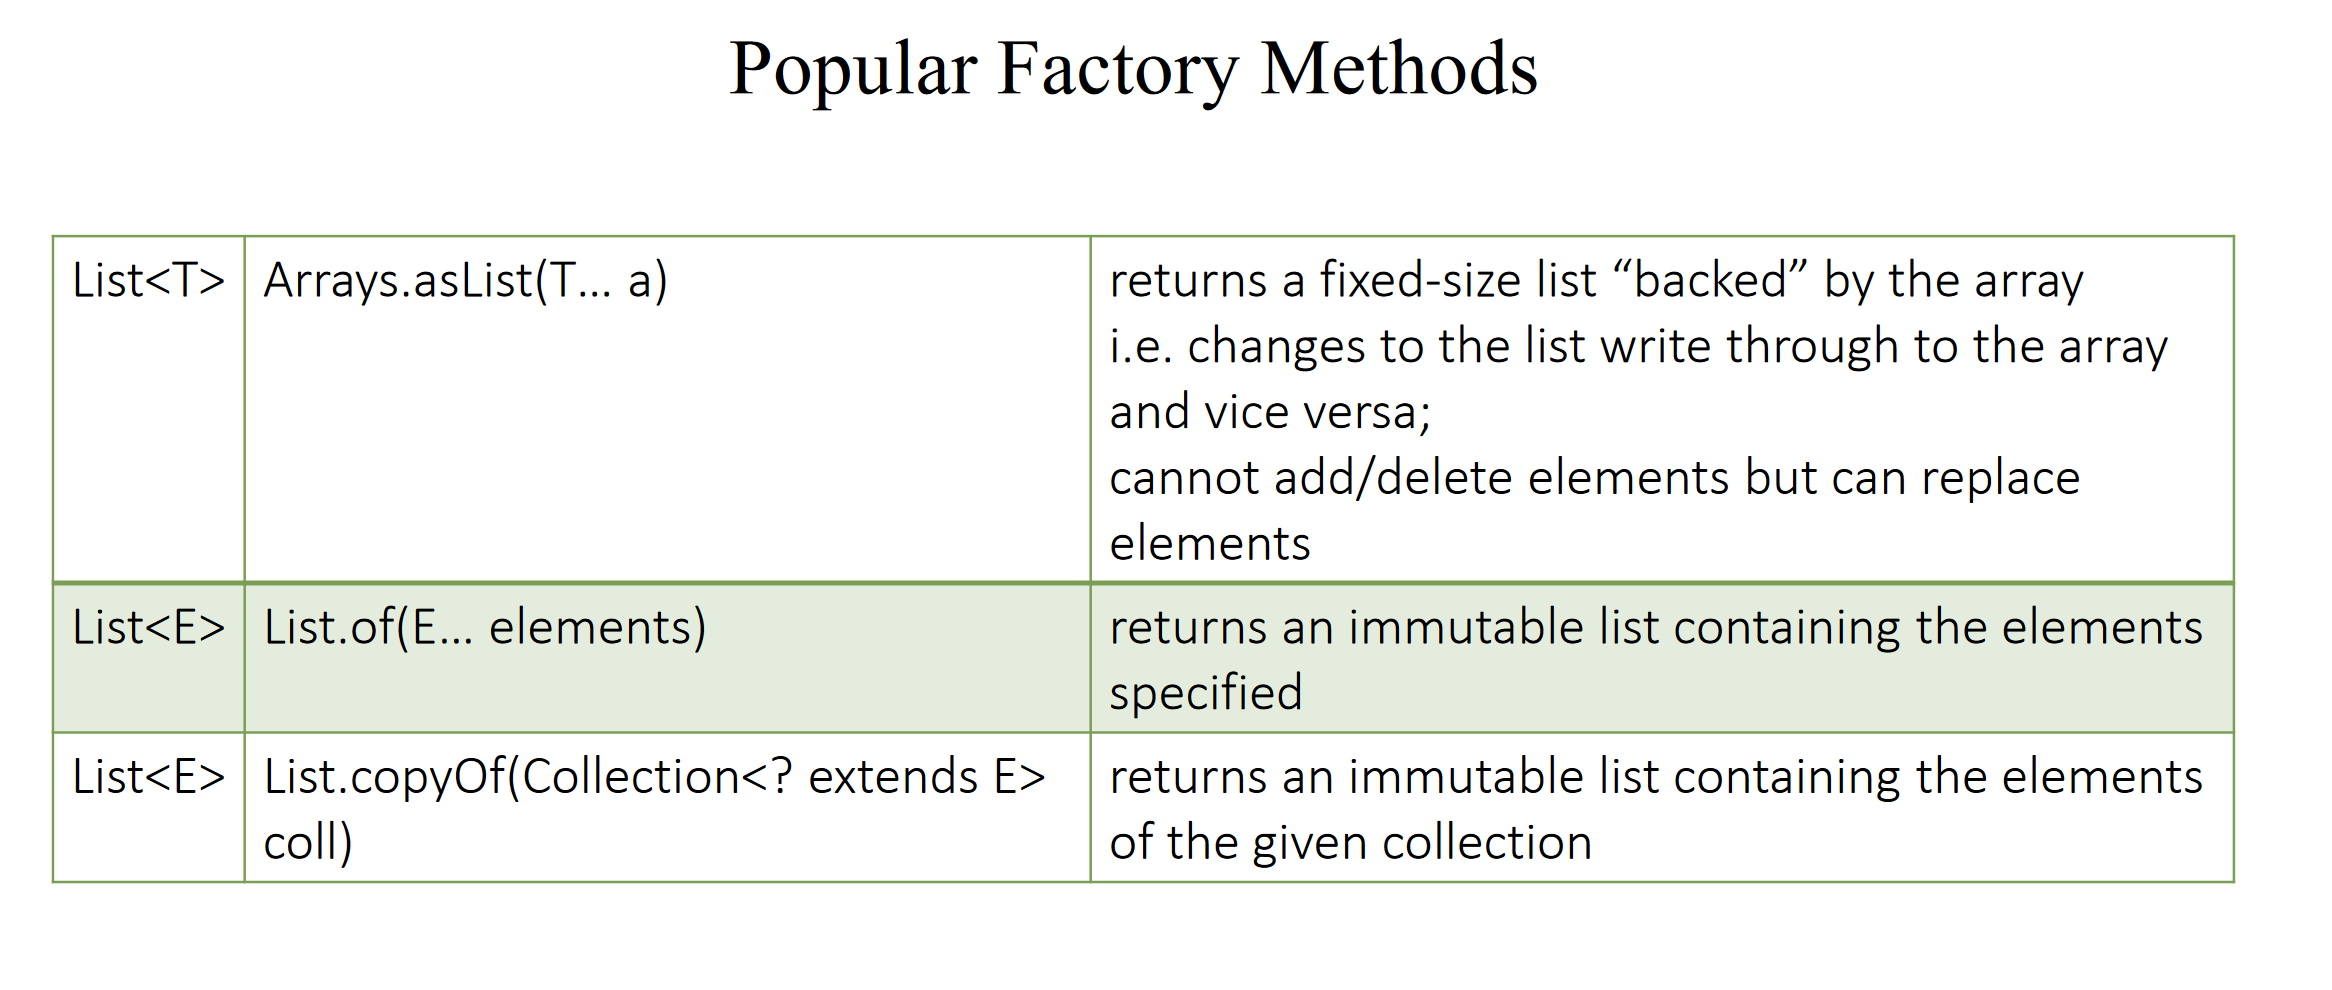 Popular Factory Methods
List<T>
Arrays.asList(T... a)
returns a fixed-size list “backed” by the array
i.e. changes to the list write through to the array
and vice versa;
cannot add/delete elements but can replace
elements
List<E>
List.of(E... elements)
returns an immutable list containing the elements
specified
List<E>
List.copyOf(Collection<? extends E>
coll)
returns an immutable list containing the elements
of the given collection